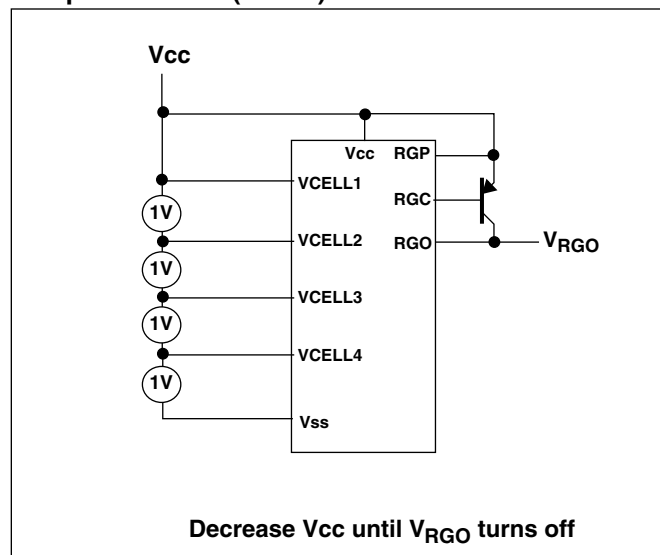 Vcc
Vcc RGP
VCELL1
1V
RGC
VCELL2
RGO
VRGO
1V
VCELL3
1V
VCELL4
1V
Vss
Decrease Vcc until VRGO turns off